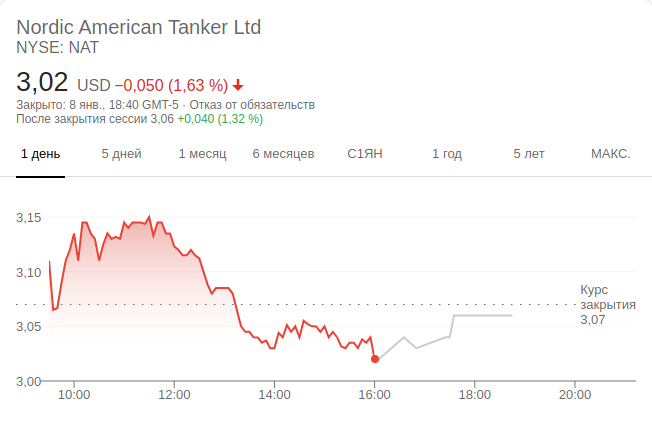 Nordic American Tanker Ltd
NYSE: NAT
3,02 USD −0,050 (1,63 %)
Закрыто: 8 янв., 18:40 GMT-5 · Отказ от обязательств
После закрытия сессии 3,06 +0,040 (1,32 %)
1 день 5 дней 1 месяц 6 месяцев С1ЯН 1 год 5 лет МАКС.
3,15
3,10
Курс
закрытия
3,07
3,05
3,00
10:00 12:00 14:00 16:00 18:00 20:00